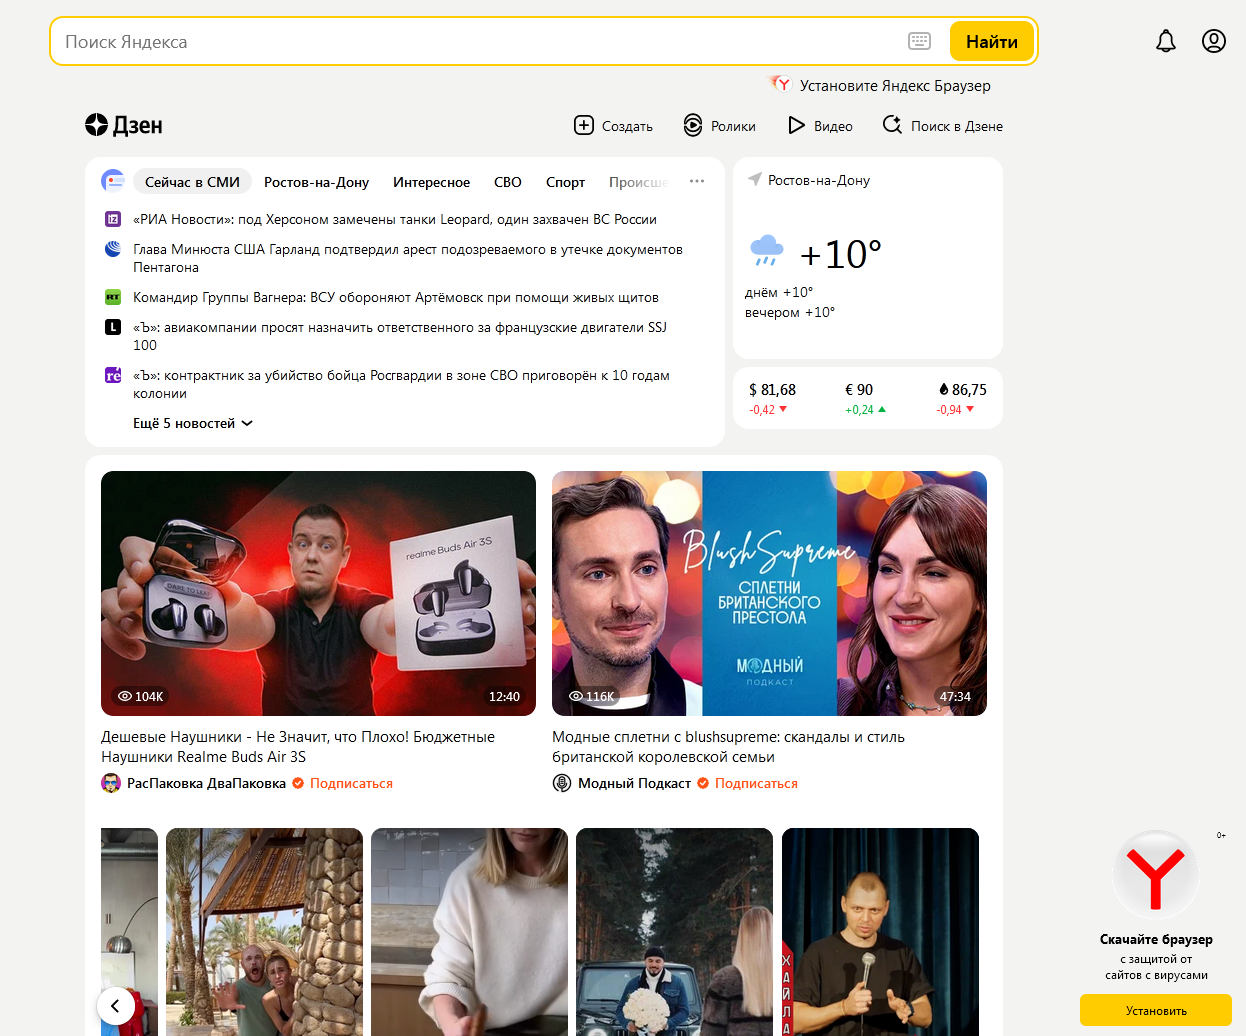 Поиск Яндекса
Найти
Установите Яндекс Браузер
Дзен
Создать
Ролики
Видео
Поиск в Дзене
Сейчас в СМИ
Ростов-на-Дону
Интересное
СВО
Спорт
Происше
«РИА Новости»: под Херсоном замечены танки Leopard, один захвачен ВС России
Глава Минюста США Гарланд подтвердил арест подозреваемого в утечке документов
Пентагона
RT
Командир Группы Вагнера: ВСУ обороняют Артёмовск при помощи живых щитов
L
«Ъ»: авиакомпании просят назначить ответственного за французские двигатели SSJ
100
re
«Ъ»: контрактник за убийство бойца Росгвардии в зоне СВО приговорён к 10 годам
колонии
Ещё 5 новостей
Ростов-на-Дону
+10°
днём +10°
вечером +10°
$ 81,68
€ 90
86,75
-0,42
+0,24
-0,94
realme Buds Air 3S
DARE TO LEAP
104K
12:40
BlushSupreme
СПЛЕТНИ
БРИТАНСКОГО
ПРЕСТОЛА
МОДНЫЙ
ПОДКАСТ
116K
47:34
Дешевые Наушники - Не Значит, что Плохо! Бюджетные
Наушники Realme Buds Air 3S
РасПаковка ДваПаковка
Подписаться
Модные сплетни с blushsupreme: скандалы и стиль
британской королевской семьи
Модный Подкаст
Подписаться
ХАЙЛА
0+
Скачайте браузер
с защитой от
сайтов с вирусами
Установить